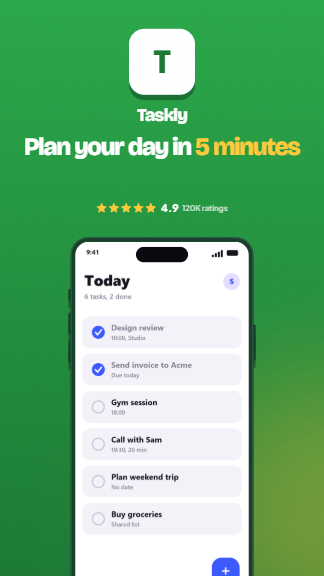 T
Taskly
Plan your day in 5 minutes
4.9 120K ratings
9:41
Today
S
6 tasks, 2 done
Design review
10:00, Studio
Send invoice to Acme
Due today
Gym session
18:00
Call with Sam
19:30, 20 min
Plan weekend trip
No date
Buy groceries
Shared list
+